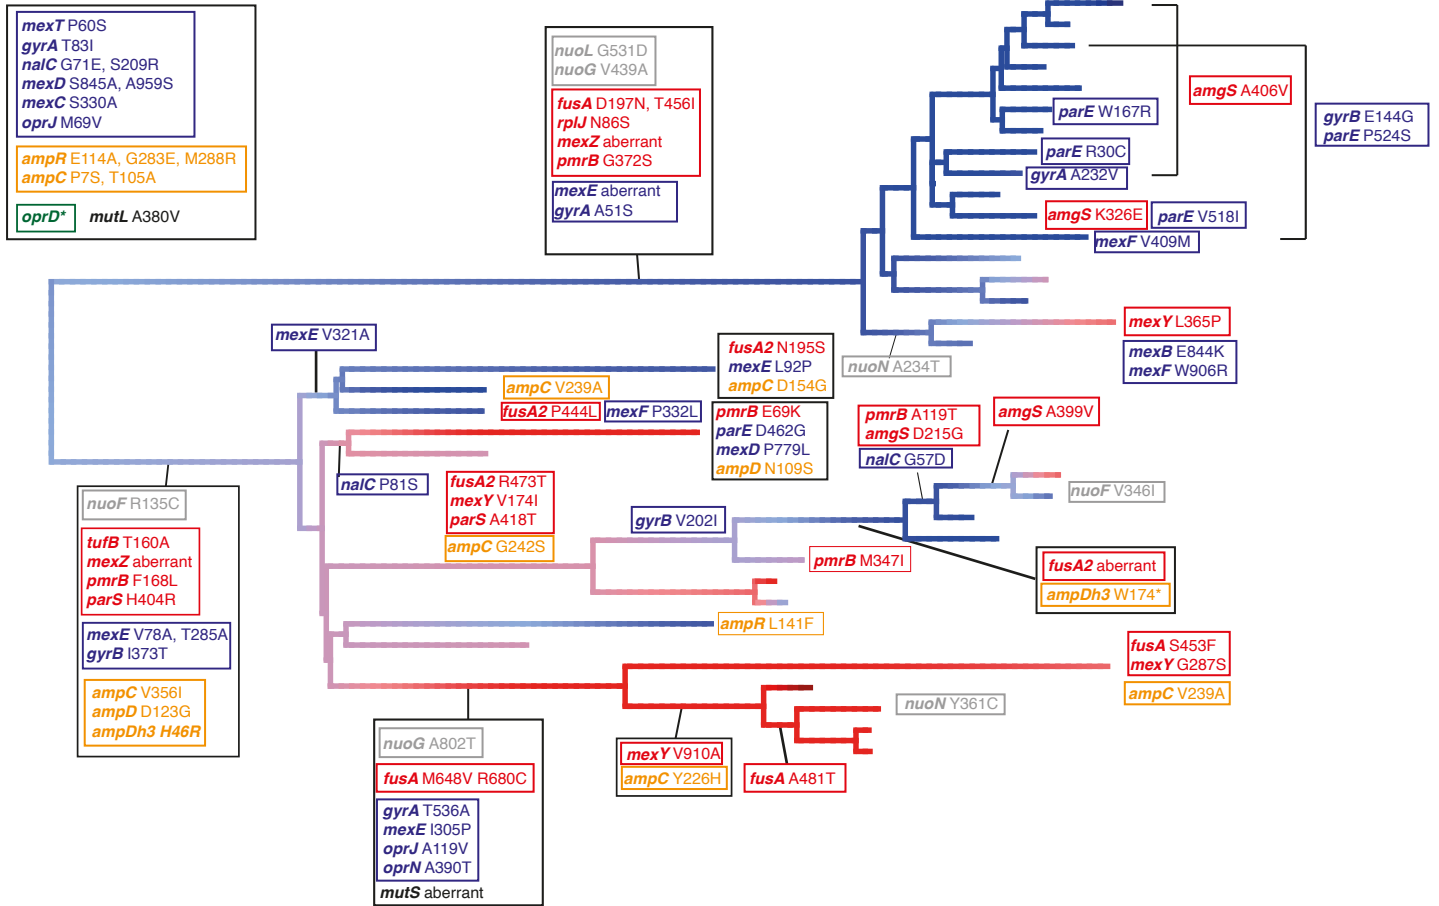 mexT P60S
gyrA T83I
nalC G71E, S209R
mexD S845A, A959S
mexC S330A
oprJ M69V
ampR E114A, G283E, M288R
ampC P7S, T105A
oprD* mutL A380V
nuoL G531D
nuoG V439A
fusA D197N, T456I
rplJ N86S
mexZ aberrant
pmrB G372S
mexE aberrant
gyrA A51S
amgS A406V
gyrB E144G
parE P524S
parE W167R
parE R30C
gyrA A232V
amgS K326E
parE V518I
mexF V409M
mexY L365P
mexB E844K
mexF W906R
nuoN A234T
mexE V321A
fusA2 N195S
mexE L92P
ampC D154G
ampC V239A
fusA2 P444L
mexF P332L
pmrB E69K
parE D462G
mexD P779L
ampD N109S
nalC P81S
pmrB A119T
amgS D215G
nalC G57D
amgS A399V
nuoF V346I
fusA2 R473T
mexY V174I
parS A418T
ampC G242S
gyrB V202I
pmrB M347I
fusA2 aberrant
ampDh3 W174*
nuoF R135C
tufB T160A
mexZ aberrant
pmrB F168L
parS H404R
mexE V78A, T285A
gyrB I373T
ampC V356I
ampD D123G
ampDh3 H46R
ampR L141F
fusA S453F
mexY G287S
ampC V239A
nuoN Y361C
mexY V910A
ampC Y226H
fusA A481T
nuoG A802T
fusA M648V R680C
gyrA T536A
mexE I305P
oprJ A119V
oprN A390T
mutS aberrant